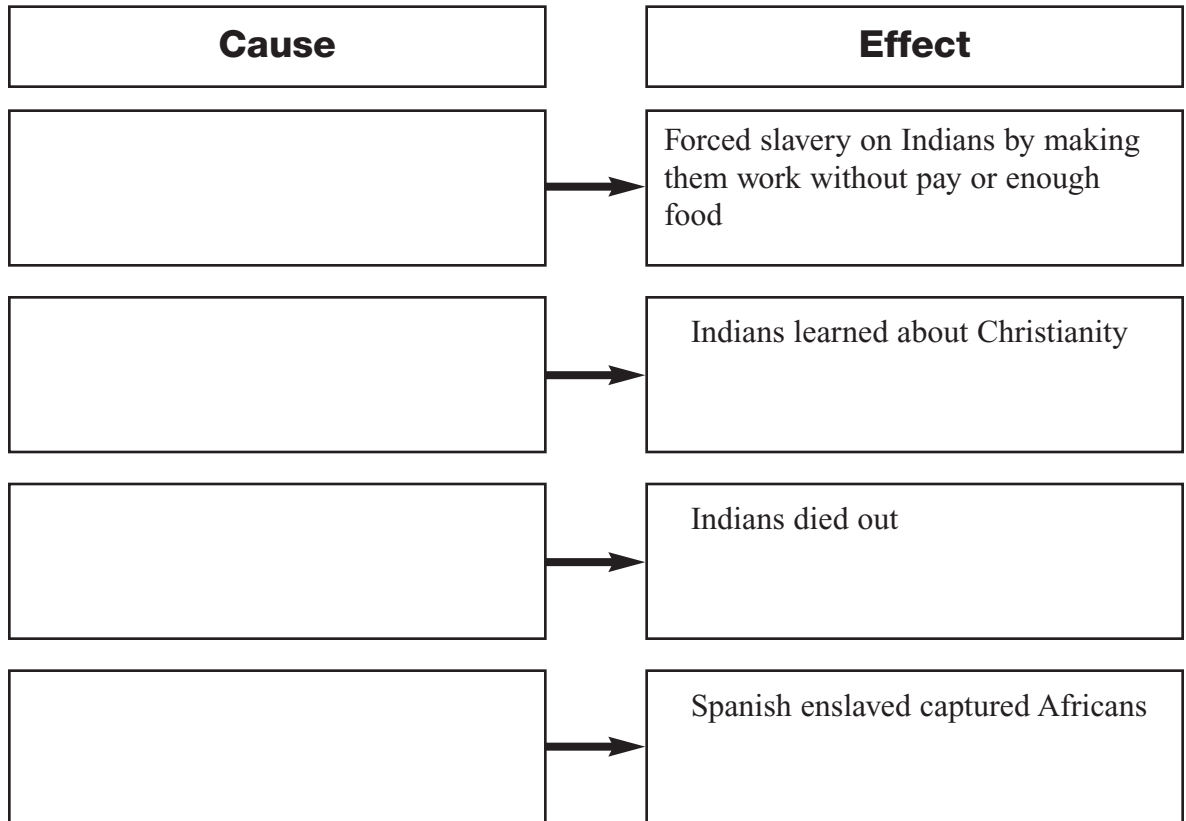 Cause
Effect
Forced slavery on Indians by making
them work without pay or enough
food
Indians learned about Christianity
Indians died out
Spanish enslaved captured Africans